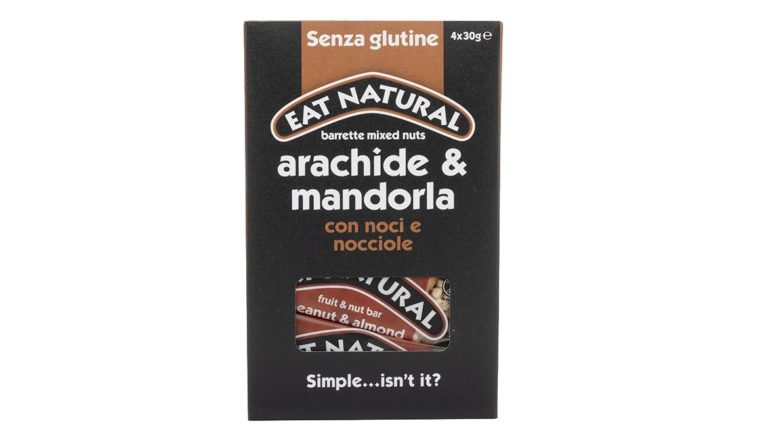 Senza glutine
4x30g℮
EAT NATURAL
barrette mixed nuts
arachide &
mandorla
con noci e
nocciole
NATURAL
fruit & nut bar
eanut & almond
EAT NATURAL
Simple...isn't it?